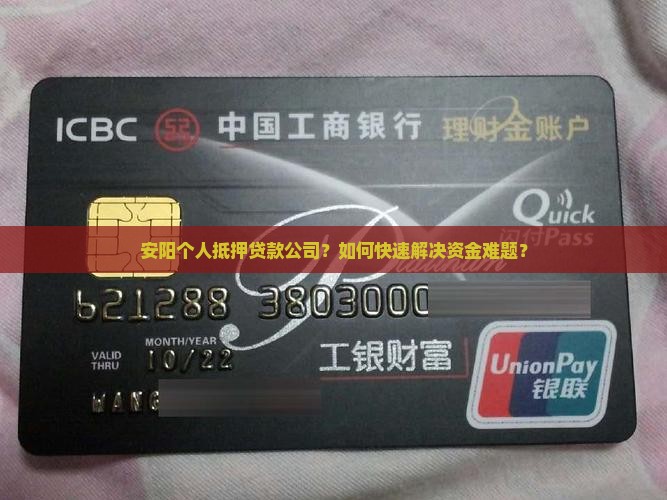 ICBC 中国工商银行 理财金账户
Quick
闪付Pass
安阳个人抵押贷款公司？如何快速解决资金难题？
Platinum
621288 3803000
MONTH/YEAR
VALID THRU 10/22
工银财富
UnionPay
银联
WANG